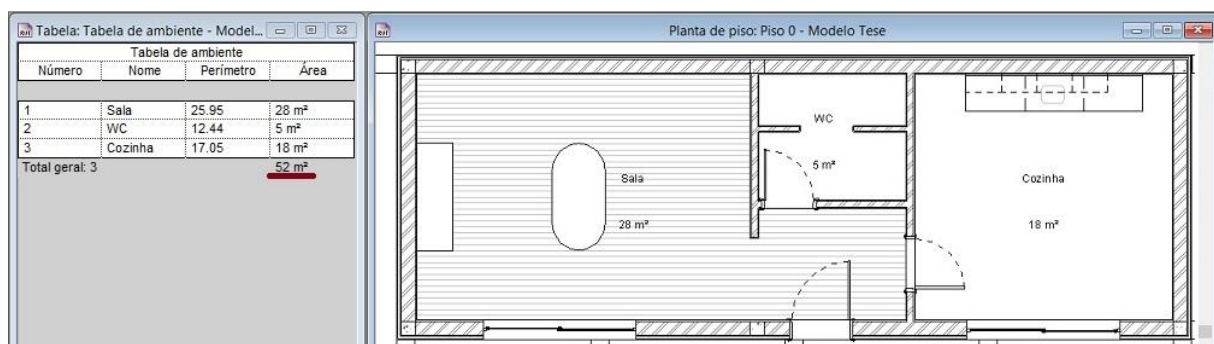 Tabela: Tabela de ambiente - Model...
Tabela de ambiente
Número Nome Perímetro Área
1 Sala 25.95 28 m²
2 WC 12.44 5 m²
3 Cozinha 17.05 18 m²
Total geral: 3 52 m²
Planta de piso: Piso 0 - Modelo Tese
WC
5 m²
Sala
28 m²
Cozinha
18 m²